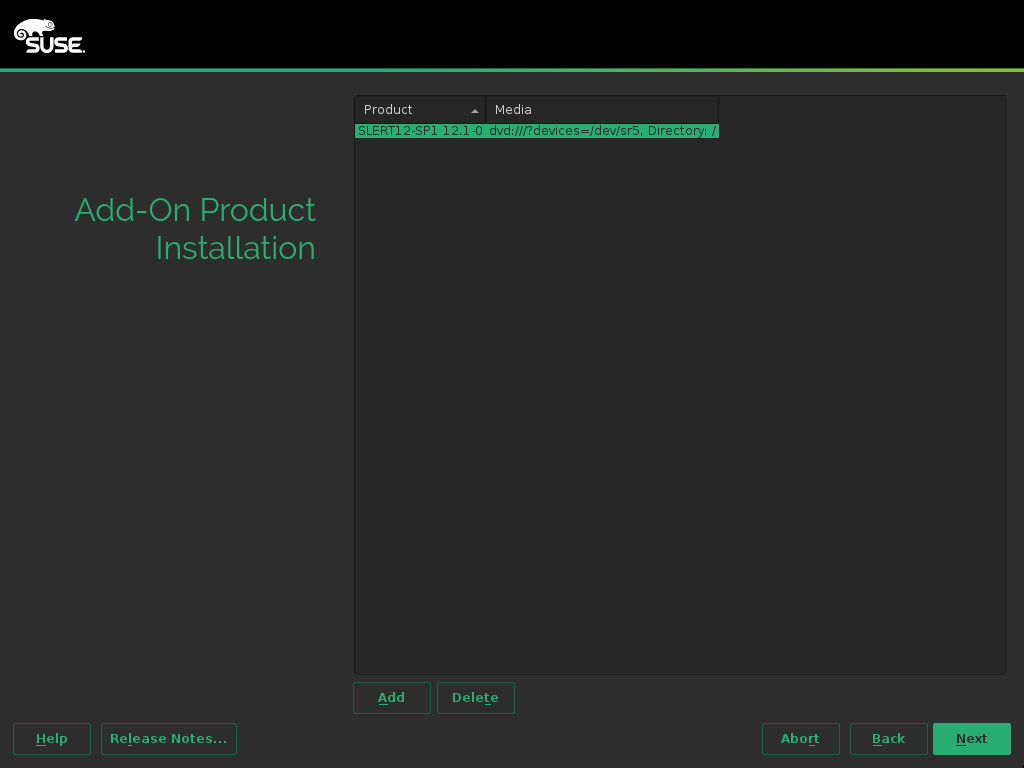 SUSE.
Product Media
SLERT12-SP1 12.1-0 dvd:///?devices=/dev/sr5, Directory: /
Add-On Product
Installation
Add Delete
Help Release Notes... Abort Back Next